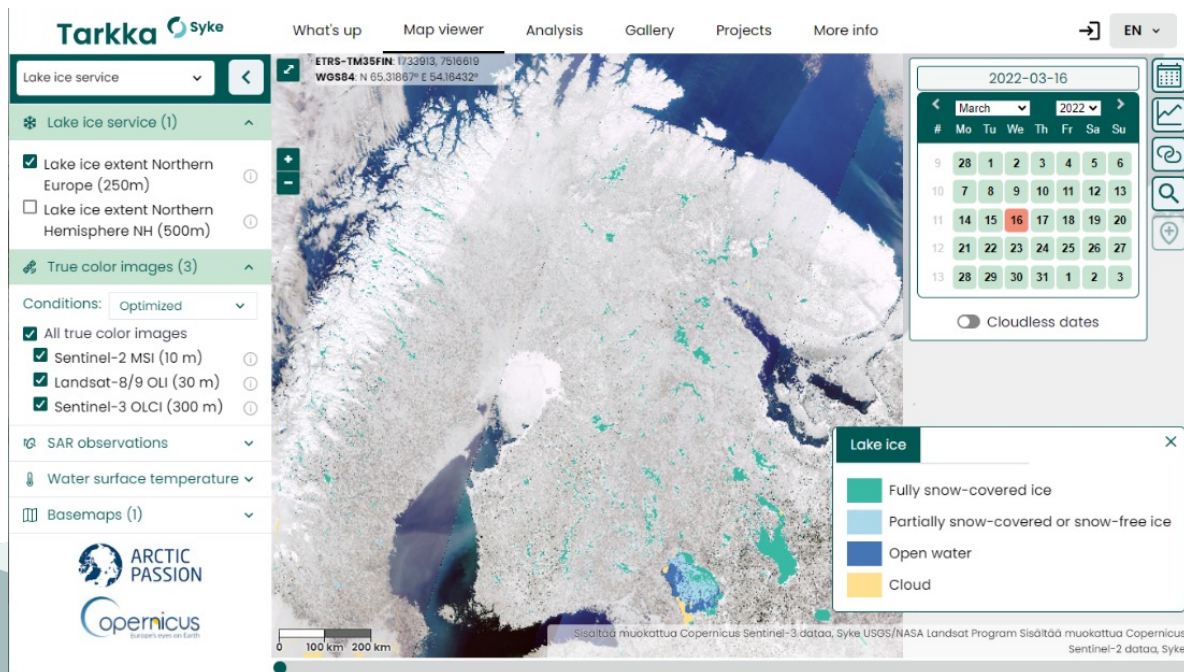 Tarkka Syke
What's up Map viewer Analysis Gallery Projects More info EN
Lake ice service
Lake ice service (1)
Lake ice extent Northern
Europe (250m)
Lake ice extent Northern
Hemisphere NH (500m)
True color images (3)
Conditions: Optimized
All true color images
Sentinel-2 MSI (10 m)
Landsat-8/9 OLI (30 m)
Sentinel-3 OLCI (300 m)
SAR observations
Water surface temperature
Basemaps (1)
ARCTIC
PASSION
Copernicus
Europe's eyes on Earth
ETRS-TM35FIN: 1733913, 7516619
WGS84: N 65.31867° E 54.16432°
+
−
0 100 km 200 km
2022-03-16
March 2022
# Mo Tu We Th Fr Sa Su
9 28 1 2 3 4 5 6
10 7 8 9 10 11 12 13
11 14 15 16 17 18 19 20
12 21 22 23 24 25 26 27
13 28 29 30 31 1 2 3
Cloudless dates
Lake ice
Fully snow-covered ice
Partially snow-covered or snow-free ice
Open water
Cloud
Sisältää muokattua Copernicus Sentinel-3 dataa, Syke USGS/NASA Landsat Program Sisältää muokattua Copernicus
Sentinel-2 dataa, Syke